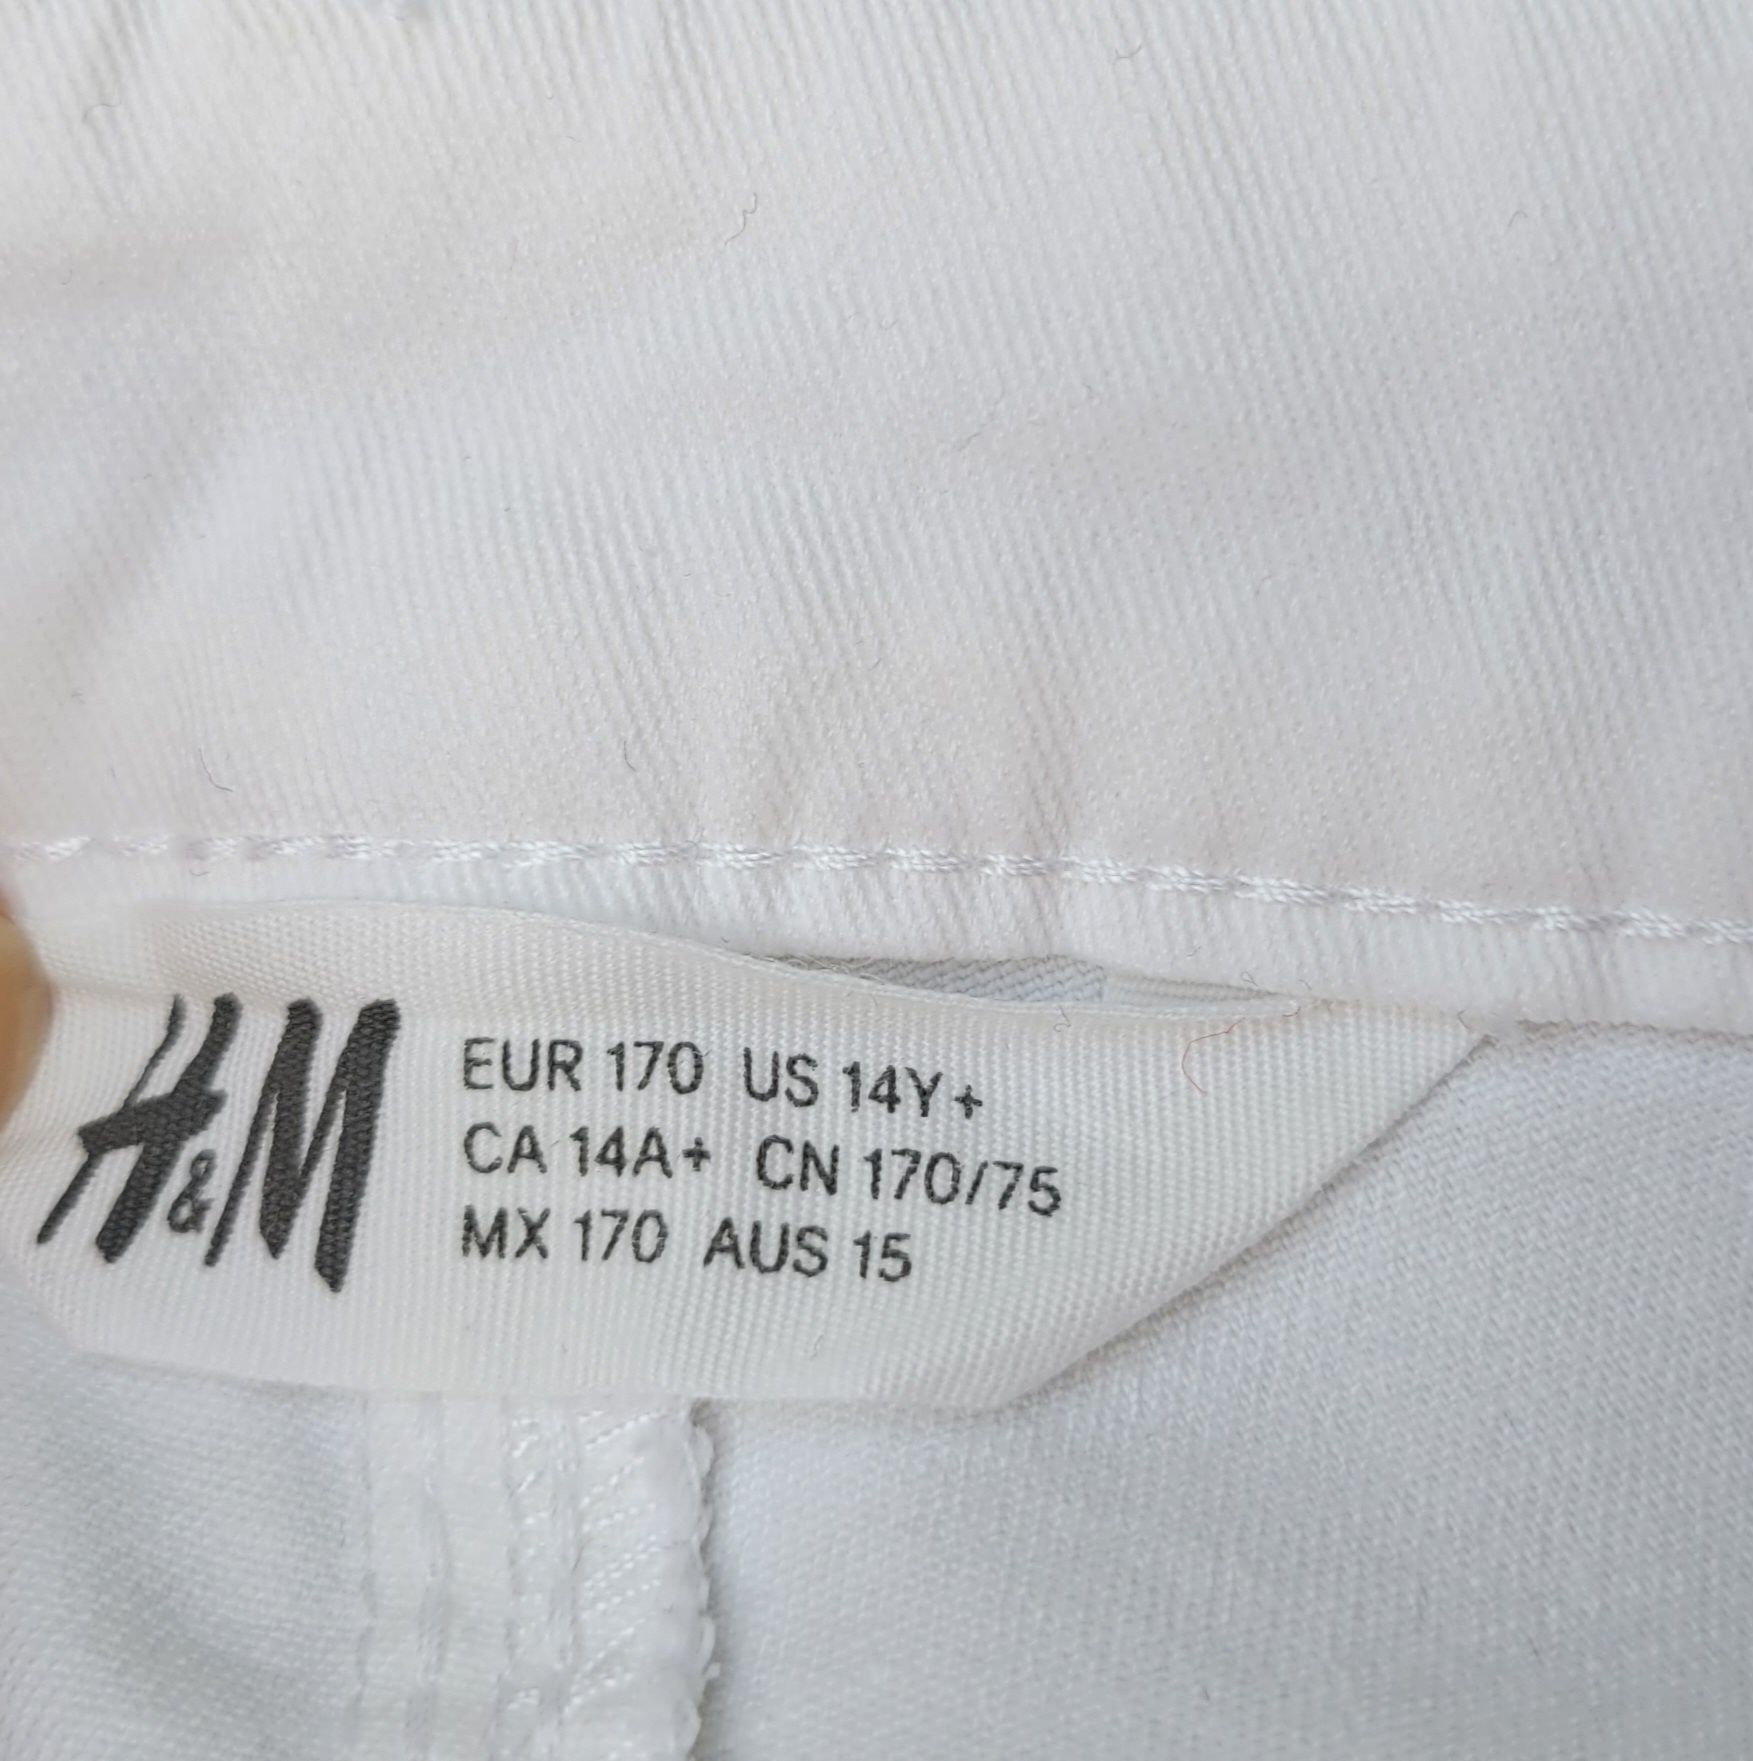 H&M
EUR 170 US 14Y+
CA 14A+ CN 170/75
MX 170 AUS 15